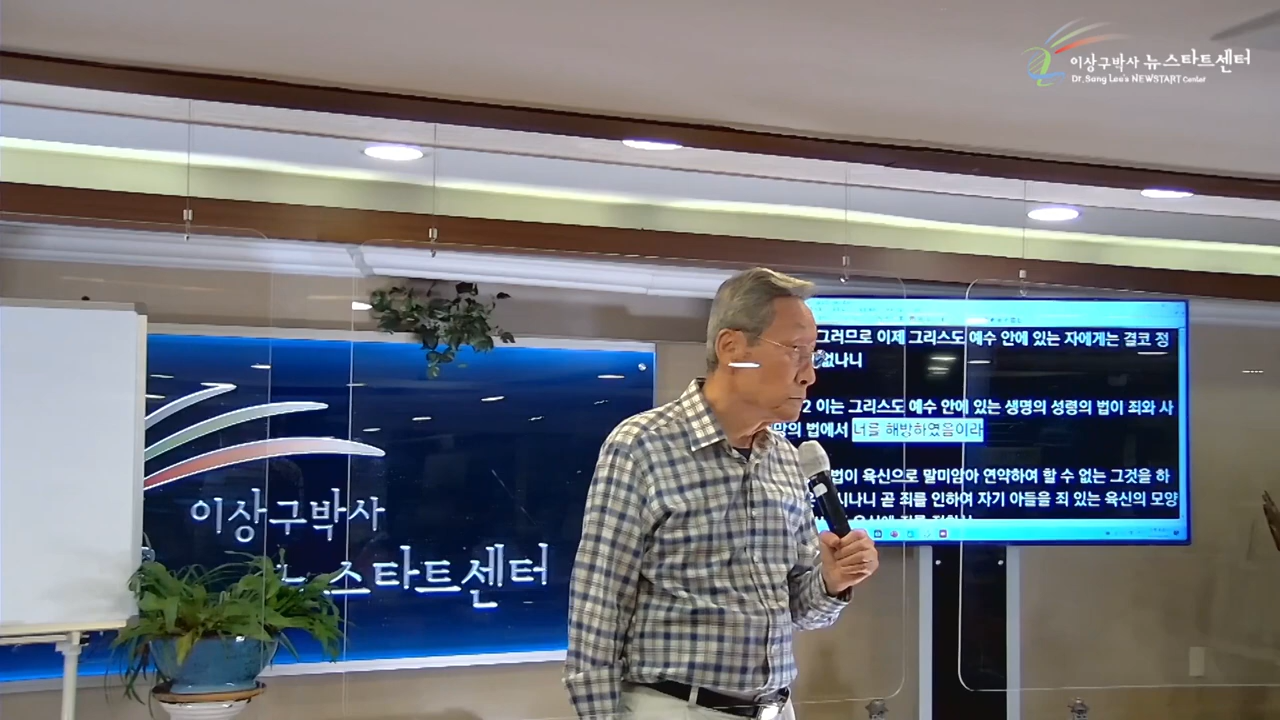 이상구박사 뉴스타트센터
Dr. Sang Lee's NEWSTART Center
그러므로 이제 그리스도 예수 안에 있는 자에게는 결코 정
없나니
2 이는 그리스도 예수 안에 있는 생명의 성령의 법이 죄와 사
망의 법에서 너를 해방하였음이라
법이 육신으로 말미암아 연약하여 할 수 없는 그것을 하
시나니 곧 죄를 인하여 자기 아들을 죄 있는 육신의 모양
이상구박사
뉴스타트센터